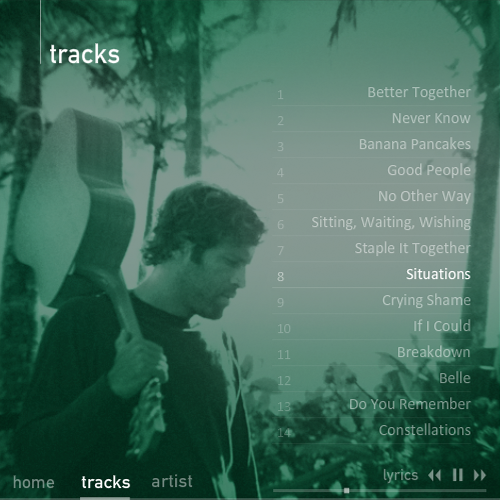 tracks
1 Better Together
2 Never Know
3 Banana Pancakes
4 Good People
5 No Other Way
6 Sitting, Waiting, Wishing
7 Staple It Together
8 Situations
9 Crying Shame
10 If I Could
11 Breakdown
12 Belle
13 Do You Remember
14 Constellations
lyrics
home tracks artist